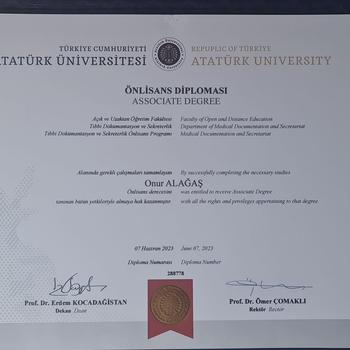 TÜRKİYE CUMHURİYETİ REPUBLIC OF TÜRKİYE
ATATÜRK ÜNİVERSİTESİ ATATÜRK UNIVERSITY
ÖNLİSANS DİPLOMASI
ASSOCIATE DEGREE
Açık ve Uzaktan Öğretim Fakültesi Faculty of Open and Distance Education
Tıbbi Dokümantasyon ve Sekreterlik Department of Medical Documentation and Secretariat
Tıbbi Dokümantasyon ve Sekreterlik Önlisans Programı Medical Documentation and Secretariat
Alanında gerekli çalışmaları tamamlayan By successfully completing the necessary studies
Onur ALAĞAŞ
Önlisans derecesini was entitled to receive Associate Degree
tanınan bütün yetkileriyle almaya hak kazanmıştır with all the rights and privileges appertaining to that degree.
07 Haziran 2023 June 07, 2023
Diploma Numarası Diploma Number
280778
Prof. Dr. Erdem KOCADAĞİSTAN Prof. Dr. Ömer ÇOMAKLI
Dekan Dean Rektör Rector